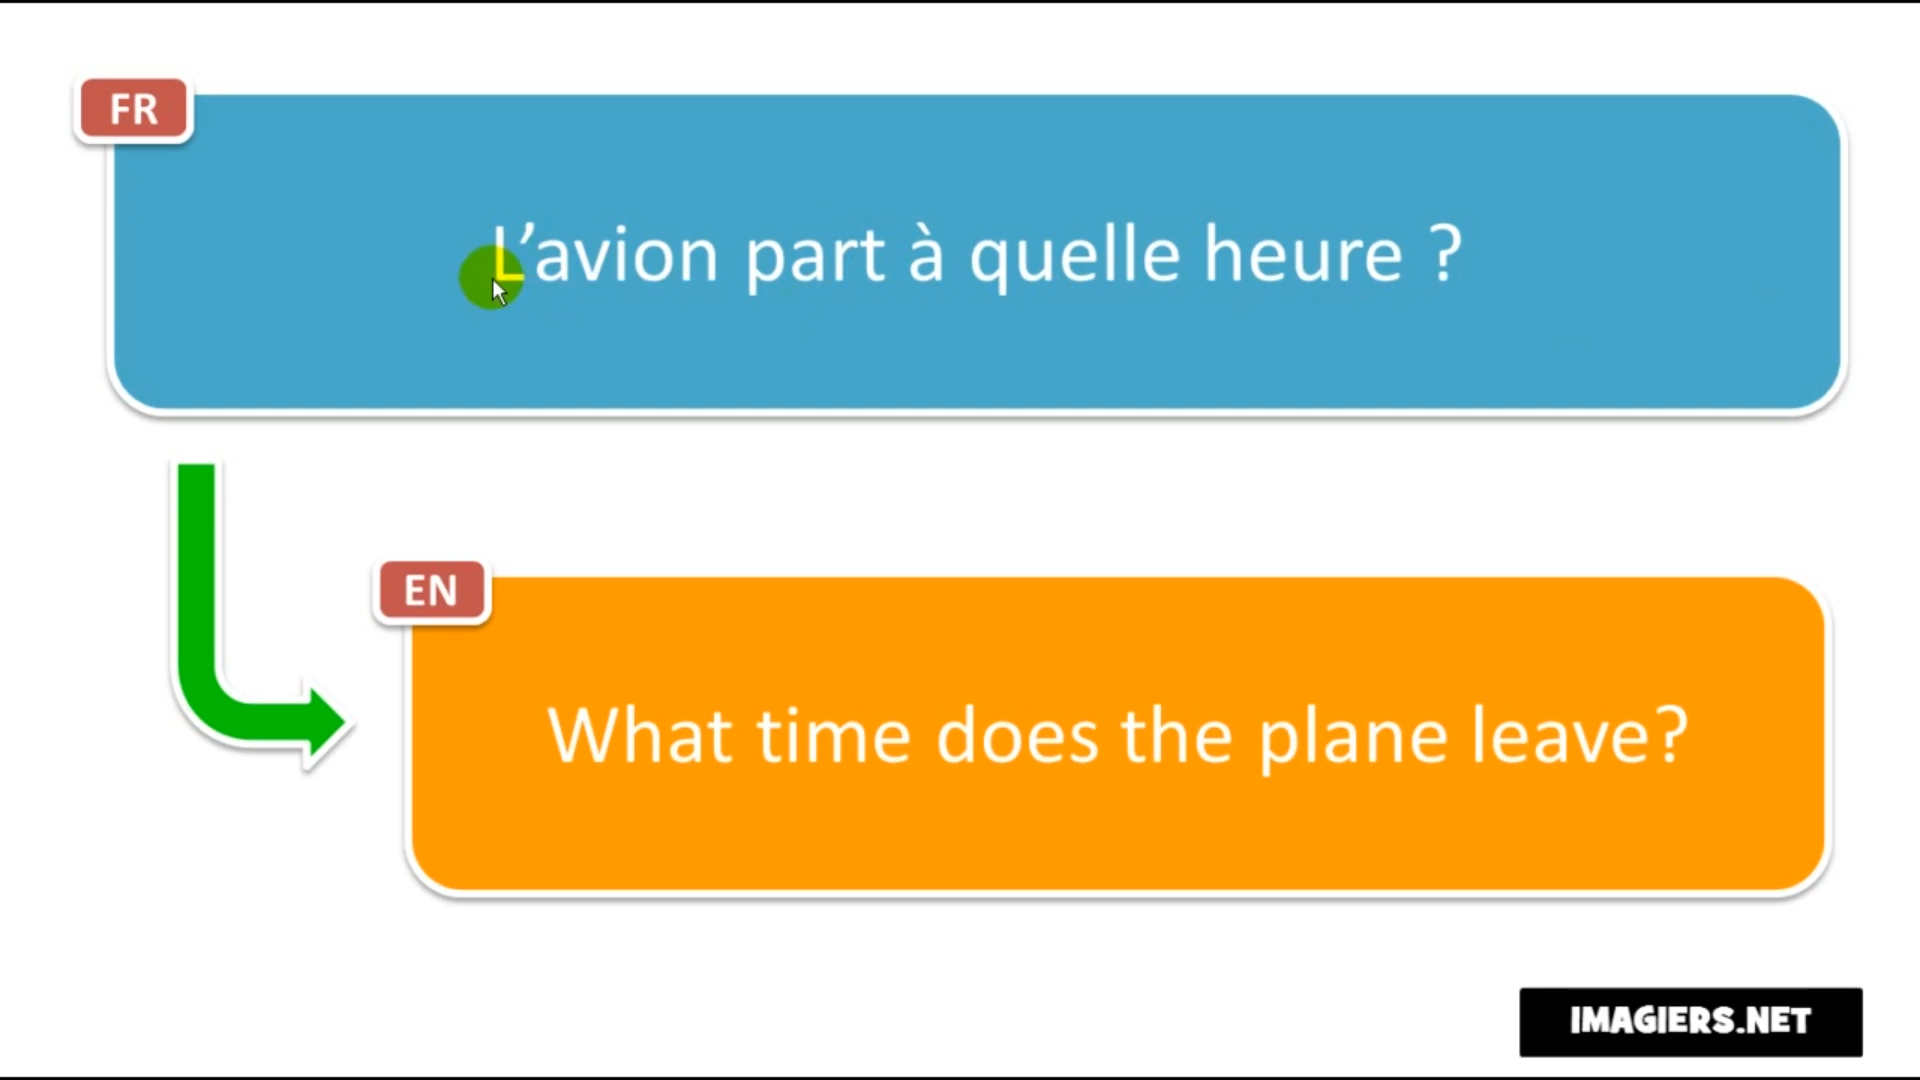 FR
L’avion part à quelle heure ?
EN
What time does the plane leave?
IMAGIERS.NET